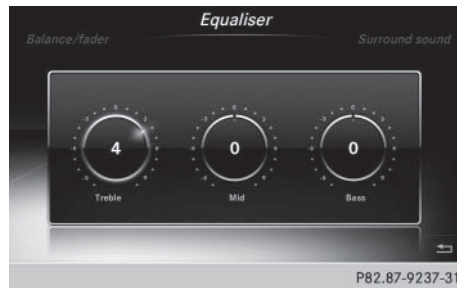 Equaliser
Balance/fader Surround sound
4 0 0
Treble Mid Bass
P82.87-9237-31